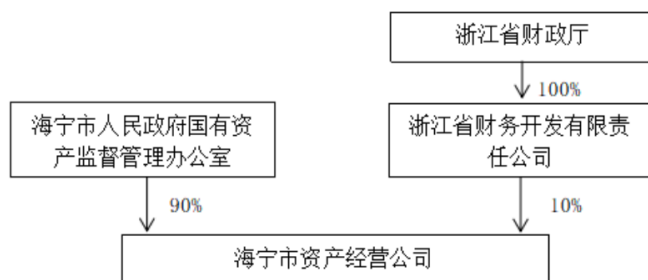 浙江省财政厅
100%
海宁市人民政府国有资
产监督管理办公室
浙江省财务开发有限责
任公司
90%
10%
海宁市资产经营公司